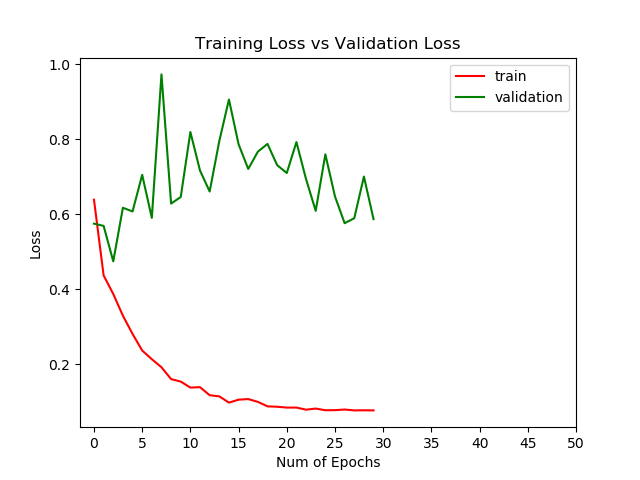 Training Loss vs Validation Loss
train
validation
1.0
0.8
0.6
0.4
0.2
Loss
0 5 10 15 20 25 30 35 40 45 50
Num of Epochs